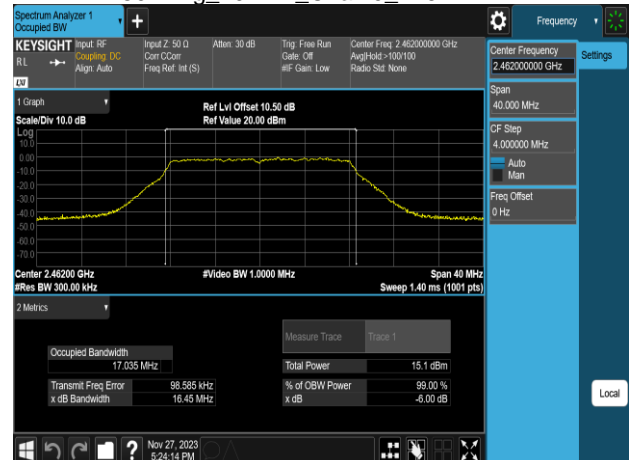 Spectrum Analyzer 1
Occupied BW
Frequency
KEYSIGHT
RL
LXI
Input: RF
Coupling: DC
Align: Auto
Input Z: 50 Ω
Corr CCorr
Freq Ref: Int (S)
Atten: 30 dB
Trig: Free Run
Gate: Off
#IF Gain: Low
Center Freq: 2.462000000 GHz
Avg|Hold:>100/100
Radio Std: None
Center Frequency
2.462000000 GHz
Settings
Span
40.000 MHz
CF Step
4.000000 MHz
Auto
Man
Freq Offset
0 Hz
1 Graph
Scale/Div 10.0 dB
Ref Lvl Offset 10.50 dB
Ref Value 20.00 dBm
Log
10.0
0.00
-10.0
-20.0
-30.0
-40.0
-50.0
-60.0
-70.0
Center 2.46200 GHz
#Res BW 300.00 kHz
#Video BW 1.0000 MHz
Span 40 MHz
Sweep 1.40 ms (1001 pts)
2 Metrics
Measure Trace
Trace 1
Occupied Bandwidth
17.035 MHz
Total Power
15.1 dBm
Transmit Freq Error
98.585 kHz
% of OBW Power
99.00 %
x dB Bandwidth
16.45 MHz
x dB
-6.00 dB
Local
?
Nov 27, 2023
5:24:14 PM